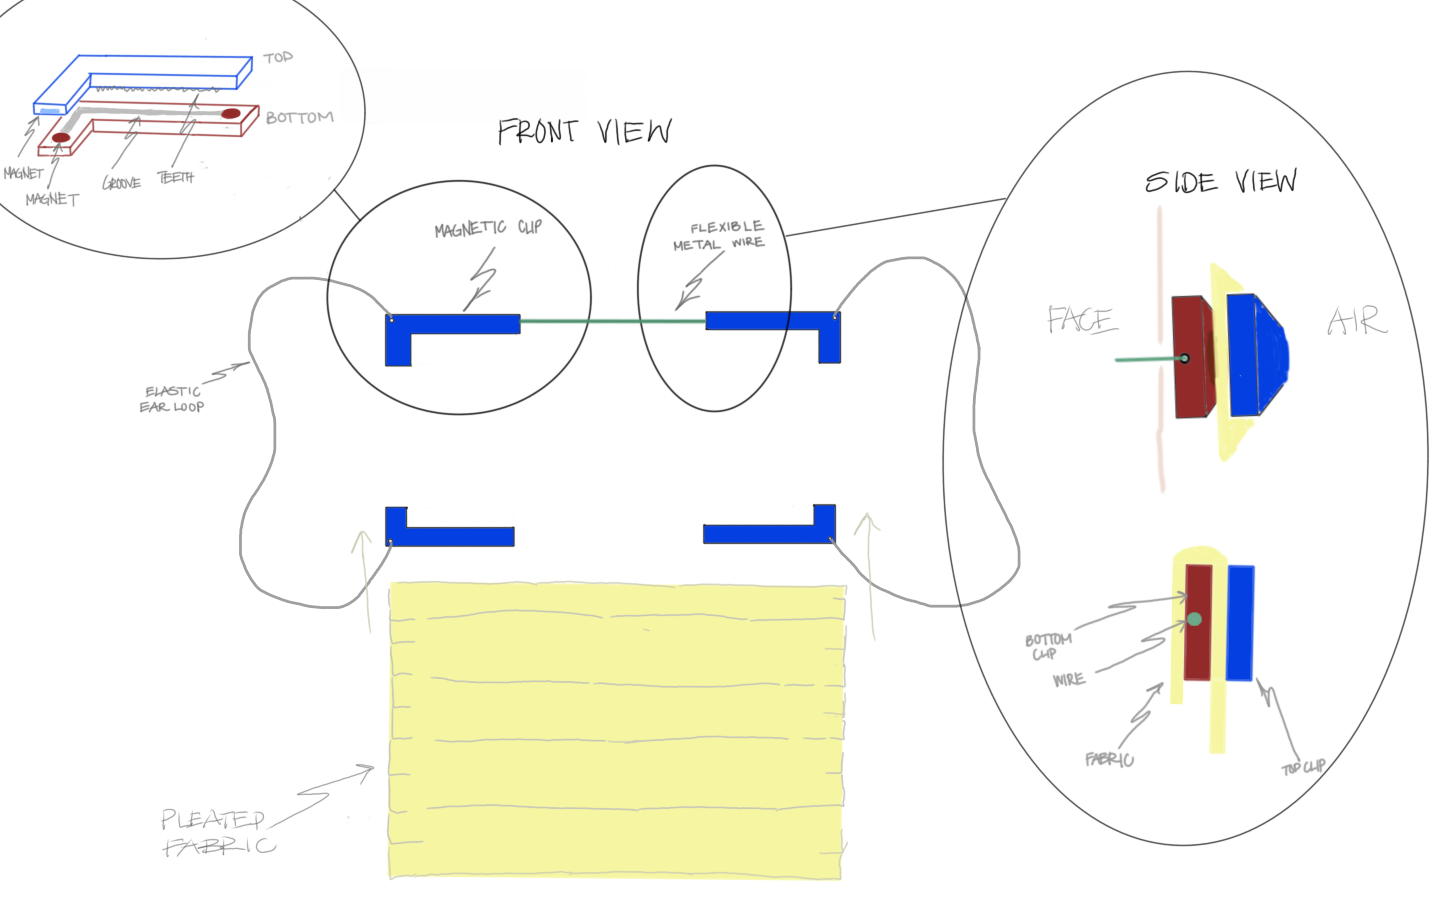 TOP
BOTTOM
MAGNET
MAGNET
GROOVE
TEETH
FRONT VIEW
MAGNETIC CLIP
FLEXIBLE
METAL WIRE
SIDE VIEW
FACE
AIR
ELASTIC
EAR LOOP
BOTTOM
CLIP
WIRE
FABRIC
TOP CLIP
PLEATED
FABRIC